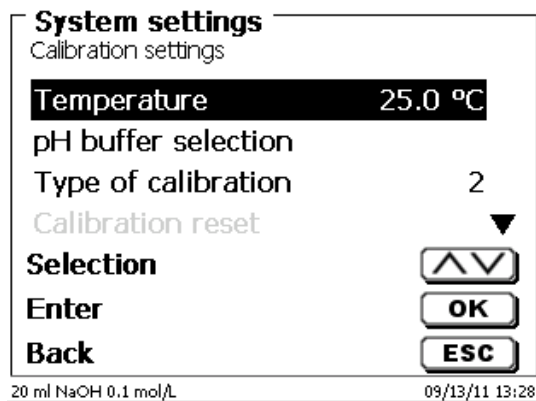 System settings
Calibration settings
Temperature 25.0 ºC
pH buffer selection
Type of calibration 2
Calibration reset
Selection
Enter OK
Back ESC
20 ml NaOH 0.1 mol/L 09/13/11 13:28